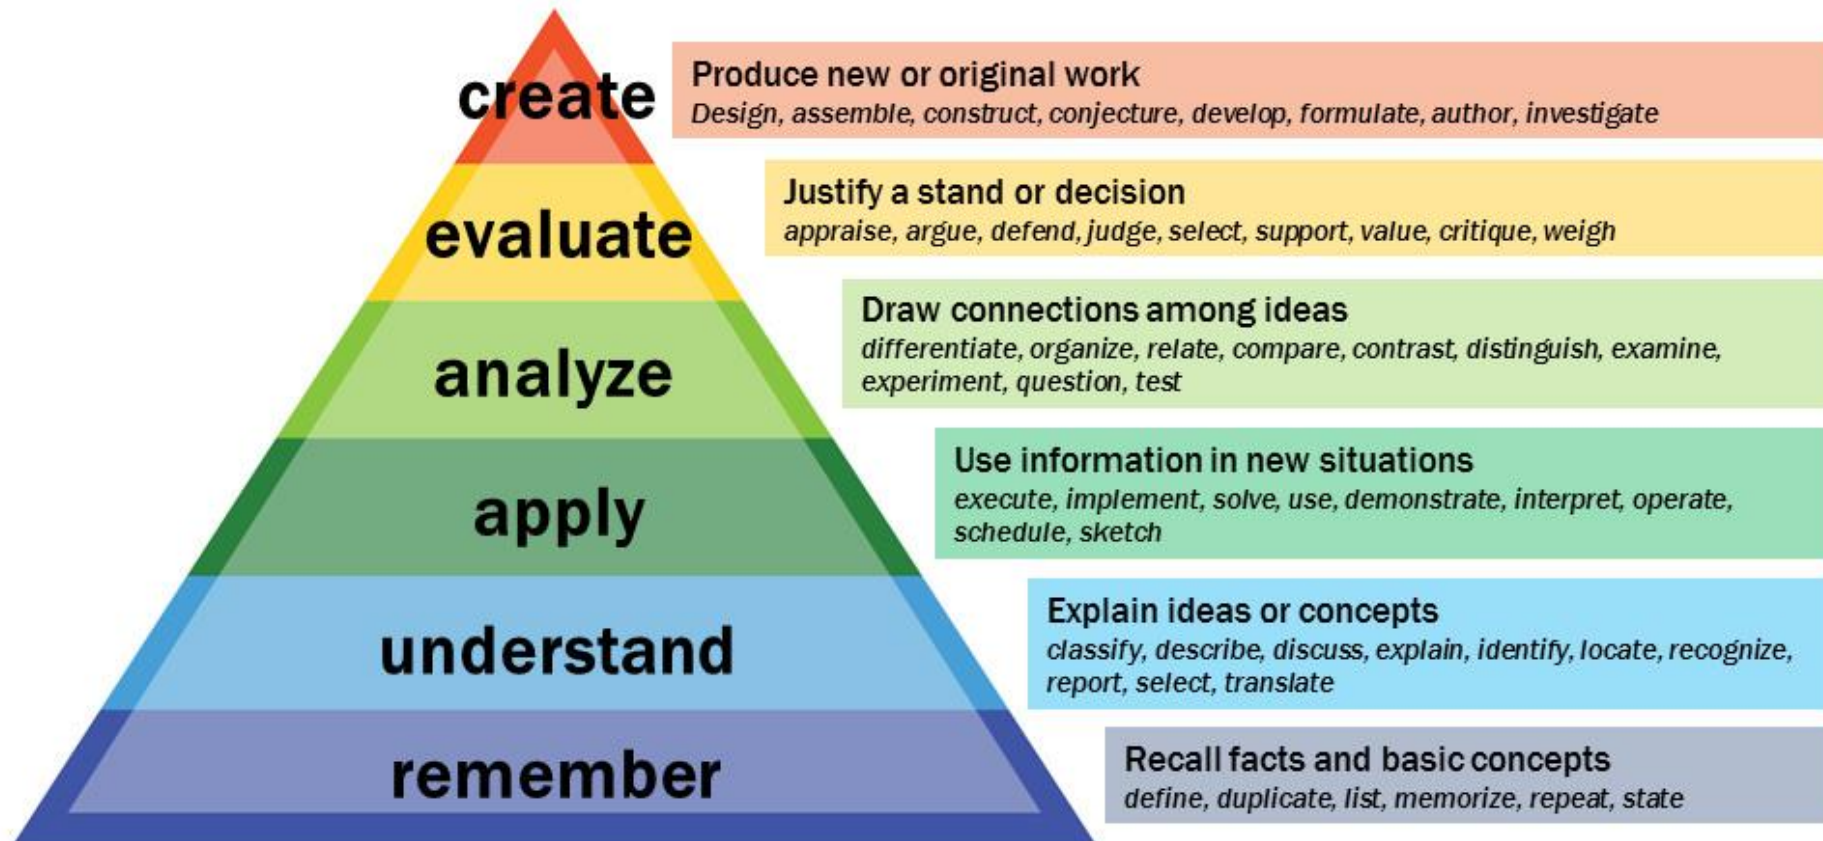 create
Produce new or original work
Design, assemble, construct, conjecture, develop, formulate, author, investigate
evaluate
Justify a stand or decision
appraise, argue, defend, judge, select, support, value, critique, weigh
analyze
Draw connections among ideas
differentiate, organize, relate, compare, contrast, distinguish, examine,
experiment, question, test
apply
Use information in new situations
execute, implement, solve, use, demonstrate, interpret, operate,
schedule, sketch
understand
Explain ideas or concepts
classify, describe, discuss, explain, identify, locate, recognize,
report, select, translate
remember
Recall facts and basic concepts
define, duplicate, list, memorize, repeat, state